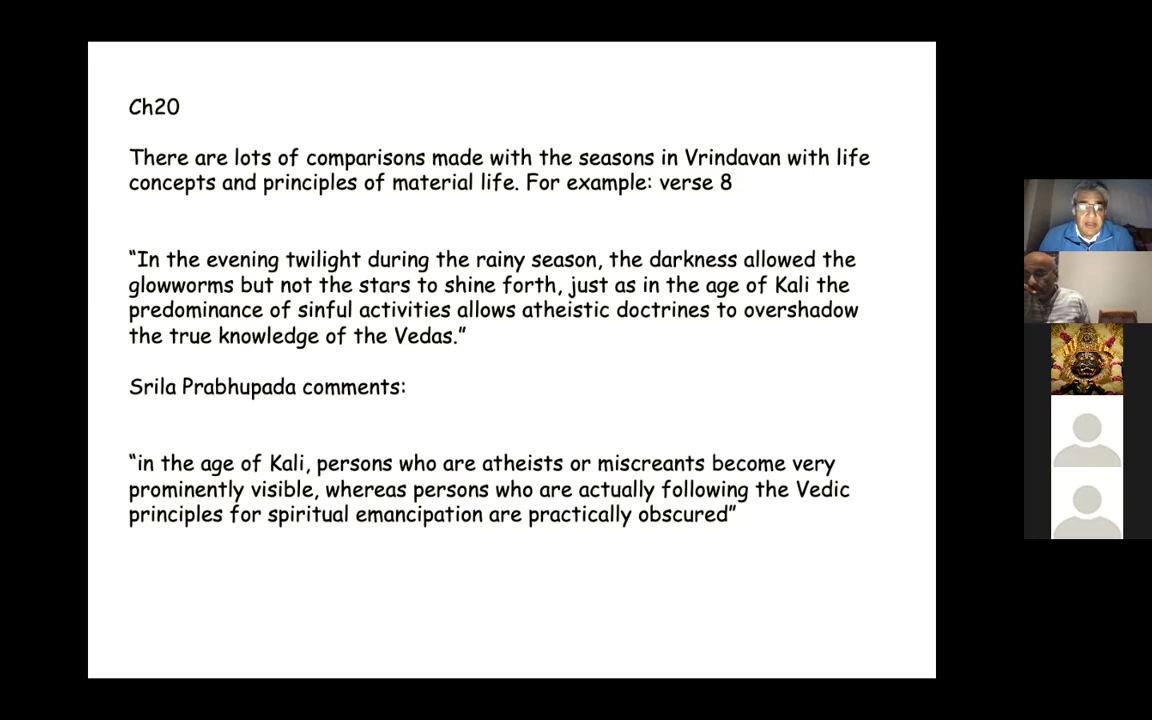 Ch20
There are lots of comparisons made with the seasons in Vrindavan with life
concepts and principles of material life. For example: verse 8
“In the evening twilight during the rainy season, the darkness allowed the
glowworms but not the stars to shine forth, just as in the age of Kali the
predominance of sinful activities allows atheistic doctrines to overshadow
the true knowledge of the Vedas.”
Srila Prabhupada comments:
“in the age of Kali, persons who are atheists or miscreants become very
prominently visible, whereas persons who are actually following the Vedic
principles for spiritual emancipation are practically obscured”